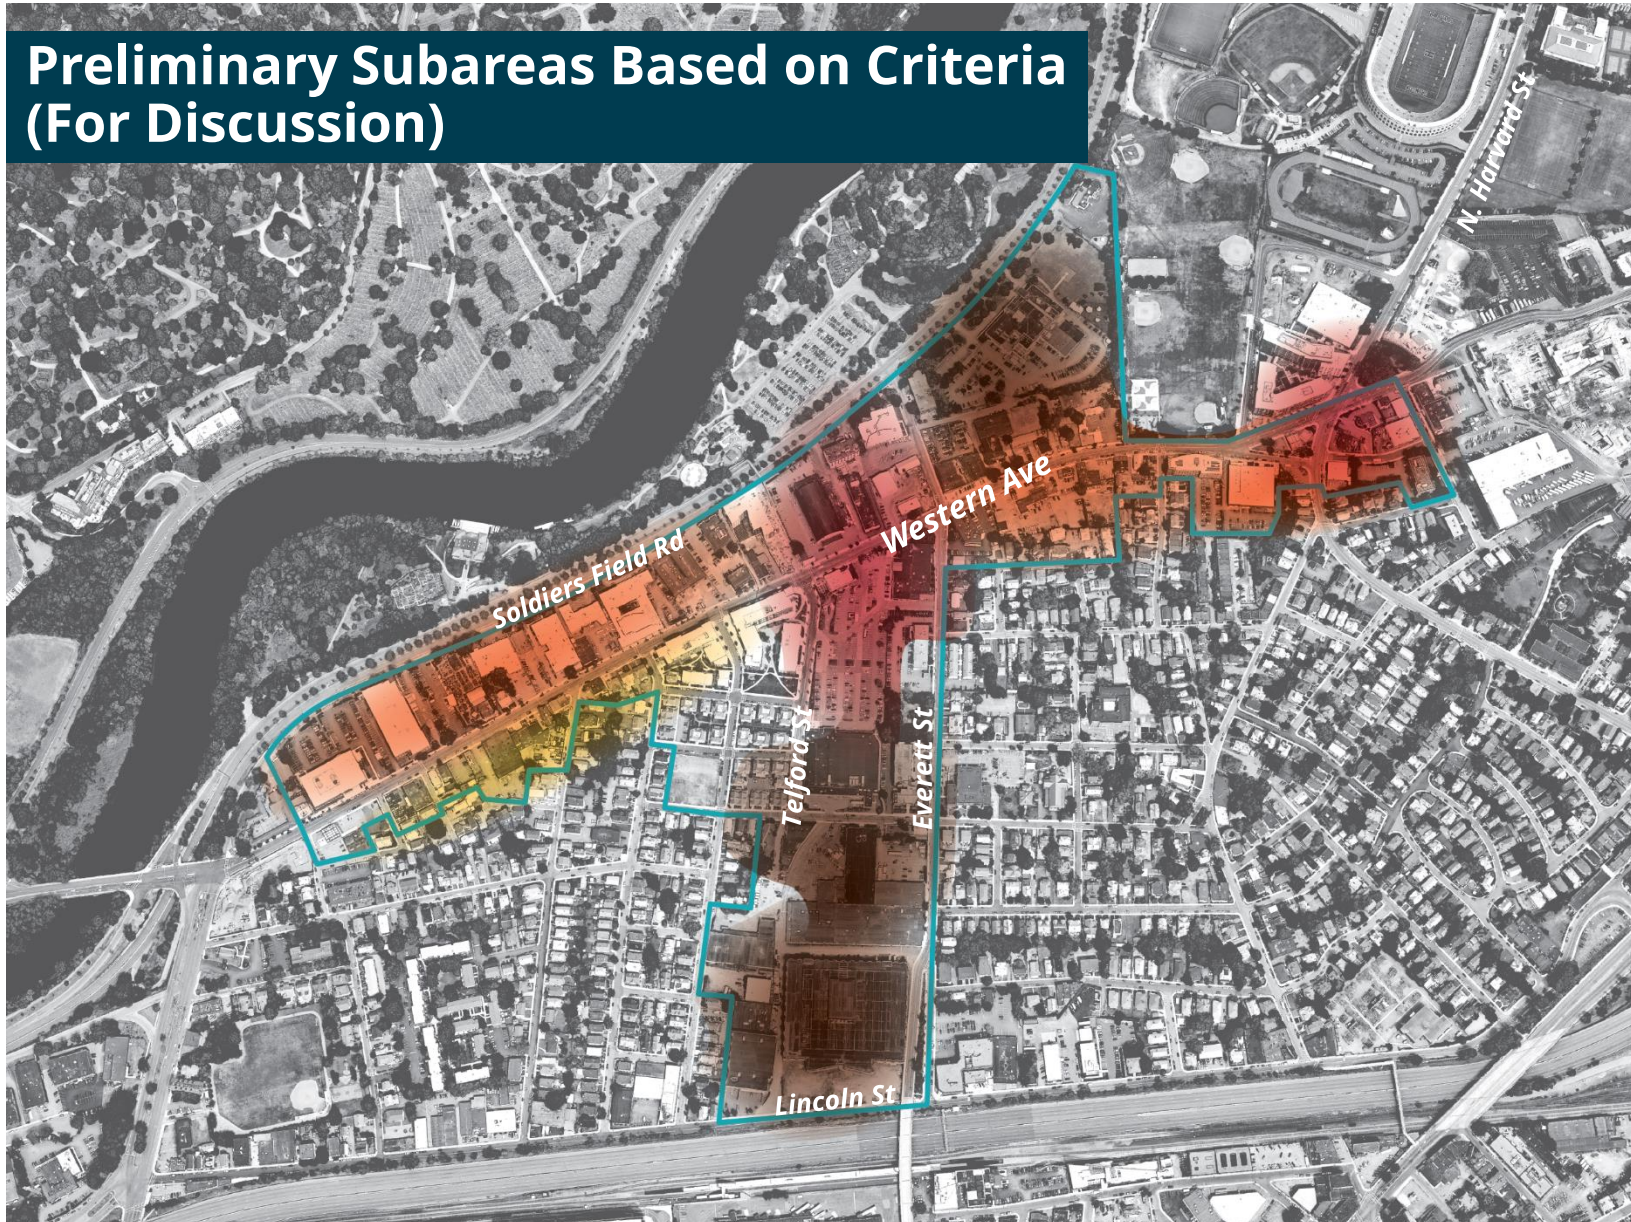 Preliminary Subareas Based on Criteria
(For Discussion)
N. Harvard St
Western Ave
Soldiers Field Rd
Telford St
Everett St
Lincoln St